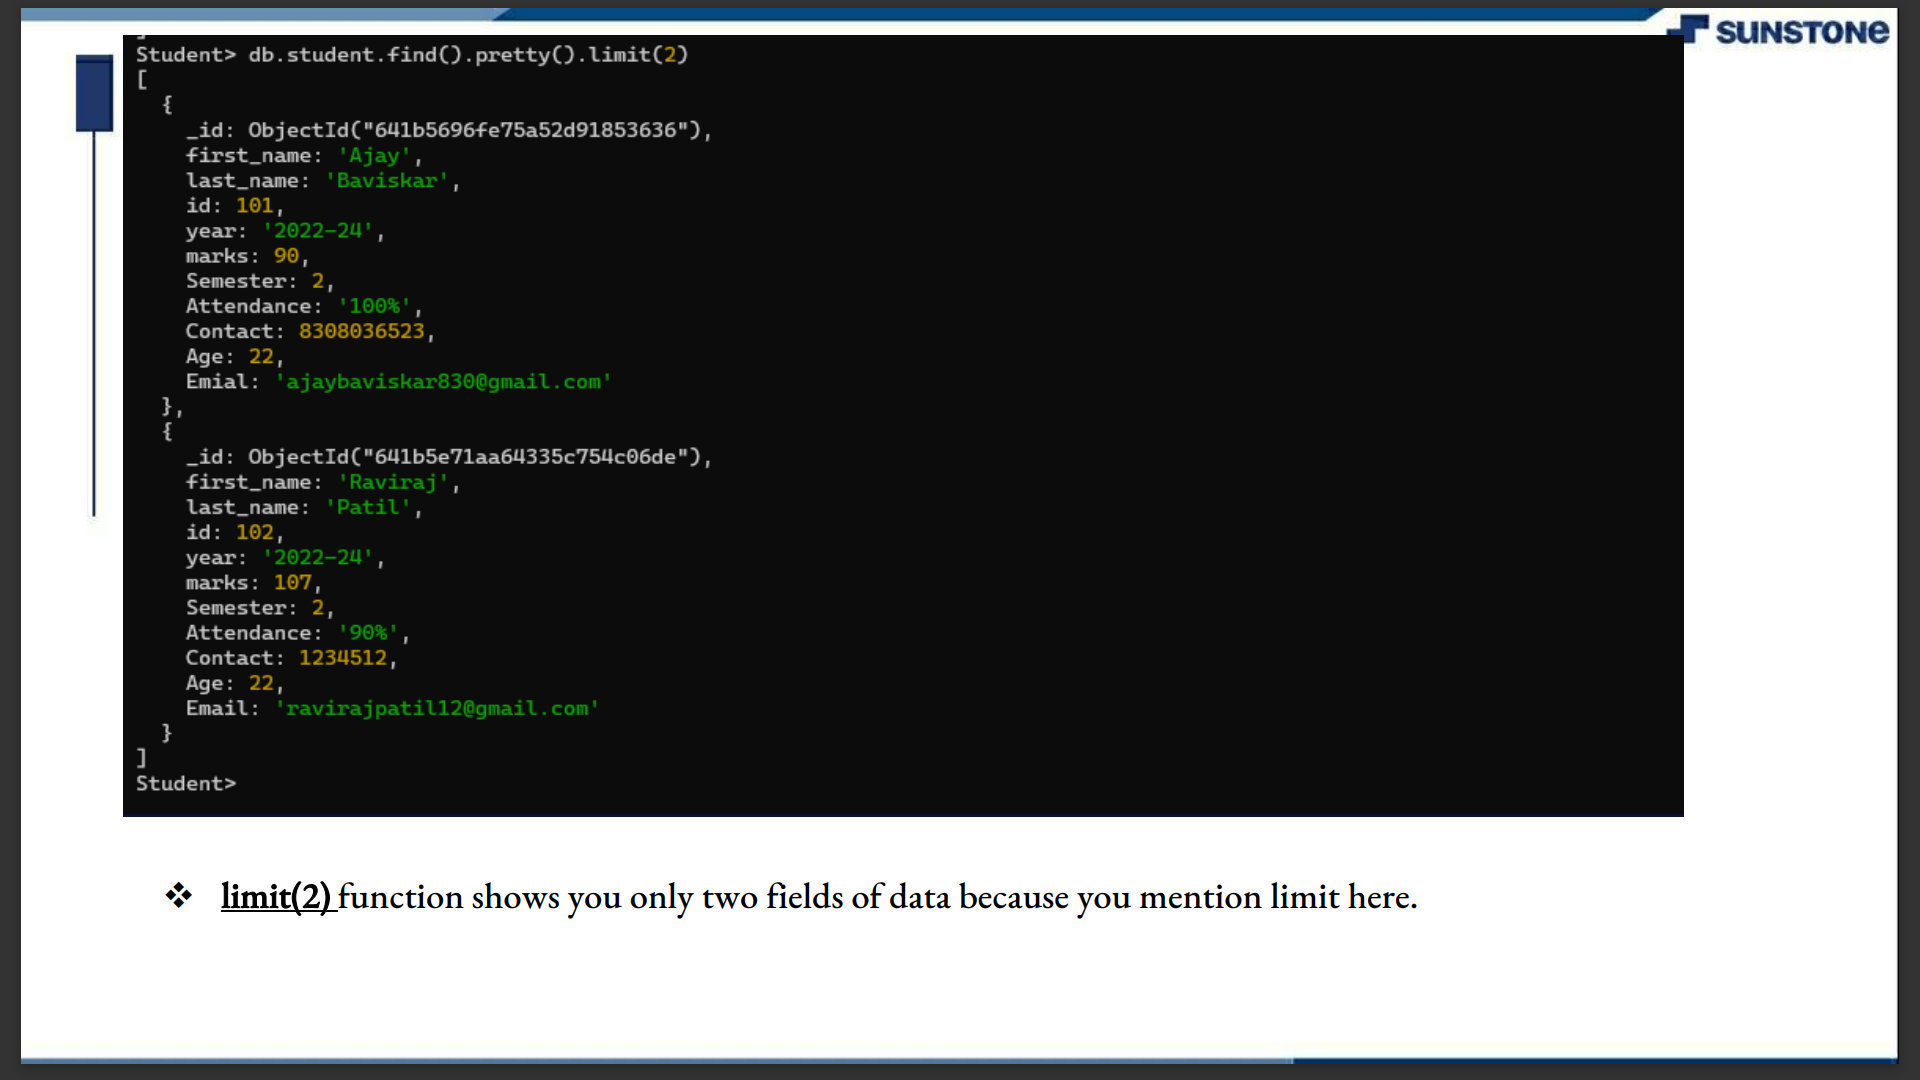 SUNSTONE
Student> db.student.find().pretty().limit(2)
[
{
_id: ObjectId("641b5696fe75a52d91853636"),
first_name: 'Ajay',
last_name: 'Baviskar',
id: 101,
year: '2022-24',
marks: 90,
Semester: 2,
Attendance: '100%',
Contact: 8308036523,
Age: 22,
Emial: 'ajaybaviskar830@gmail.com'
},
{
_id: ObjectId("641b5e71aa64335c754c06de"),
first_name: 'Raviraj',
last_name: 'Patil',
id: 102,
year: '2022-24',
marks: 107,
Semester: 2,
Attendance: '90%',
Contact: 1234512,
Age: 22,
Email: 'ravirajpatil12@gmail.com'
}
]
Student>
❖ limit(2) function shows you only two fields of data because you mention limit here.